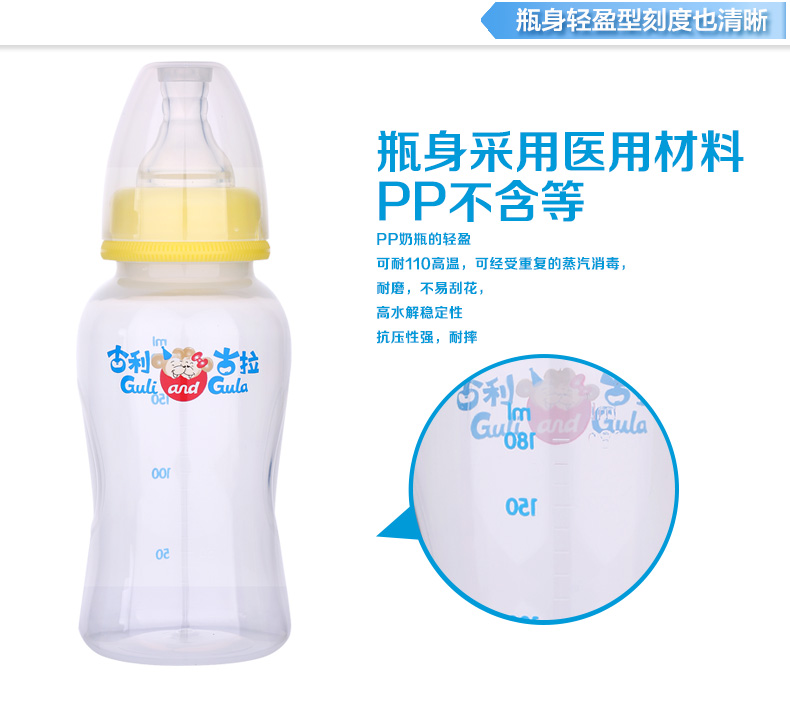 瓶身轻盈型刻度也清晰
瓶身采用医用材料
PP不含等
PP奶瓶的轻盈
可耐110高温，可经受重复的蒸汽消毒，
耐磨，不易刮花，
高水解稳定性
抗压性强，耐摔
ml
古利 古拉
Guli and Gula
150
100
50
古利 古拉
ml
Guli and Gula
180
150